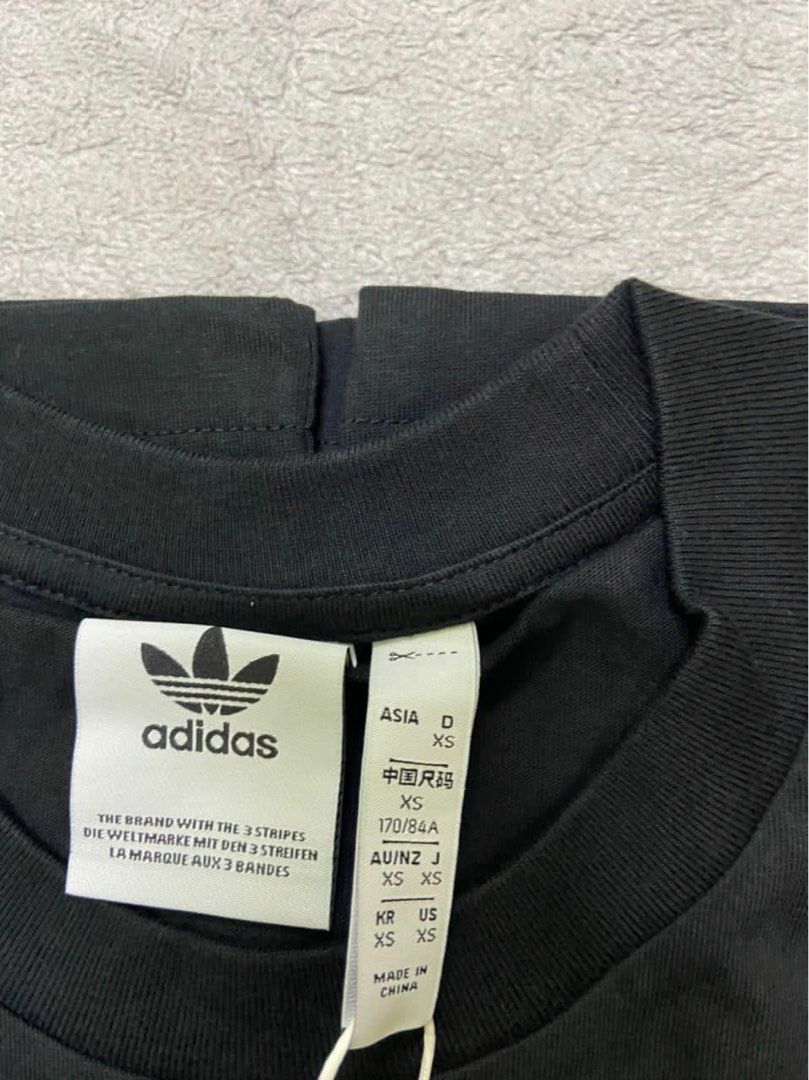 adidas
THE BRAND WITH THE 3 STRIPES
DIE WELTMARKE MIT DEN 3 STREIFEN
LA MARQUE AUX 3 BANDES
ASIA D
XS
中国尺码
XS
170/84A
AU/NZ J
XS XS
KR US
XS XS
MADE IN
CHINA